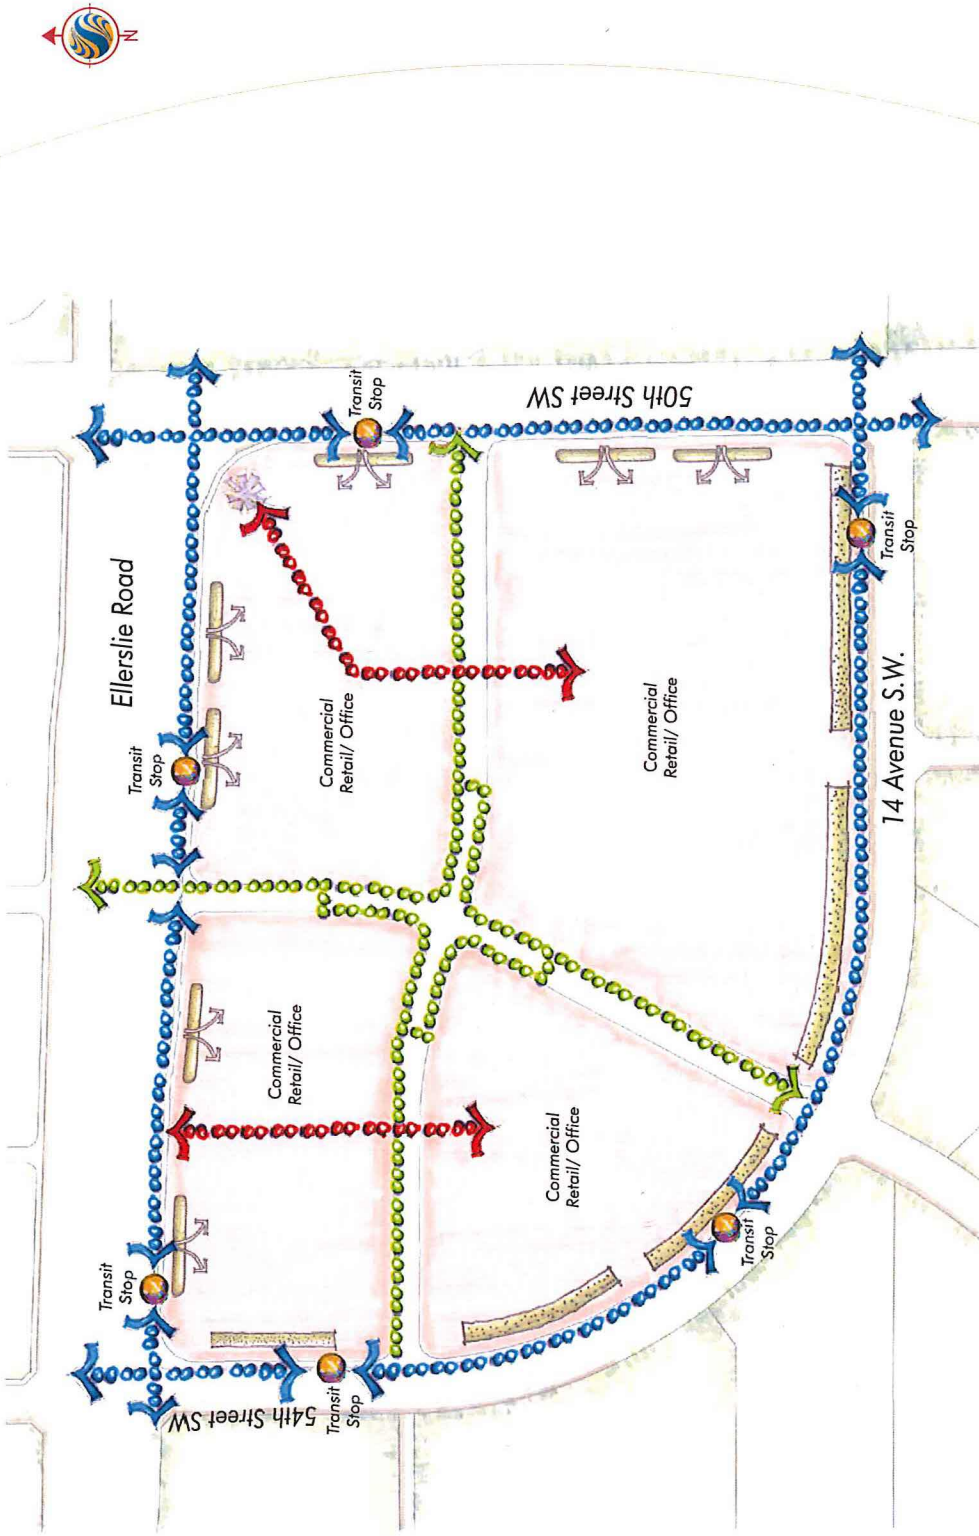 N
Ellerslie Road
Transit
Stop
50th Street SW
Transit
Stop
Commercial
Retail/ Office
Commercial
Retail/ Office
Transit
Stop
14 Avenue S.W.
Commercial
Retail/ Office
Commercial
Retail/ Office
Transit
Stop
Transit
Stop
54th Street SW
Transit
Stop